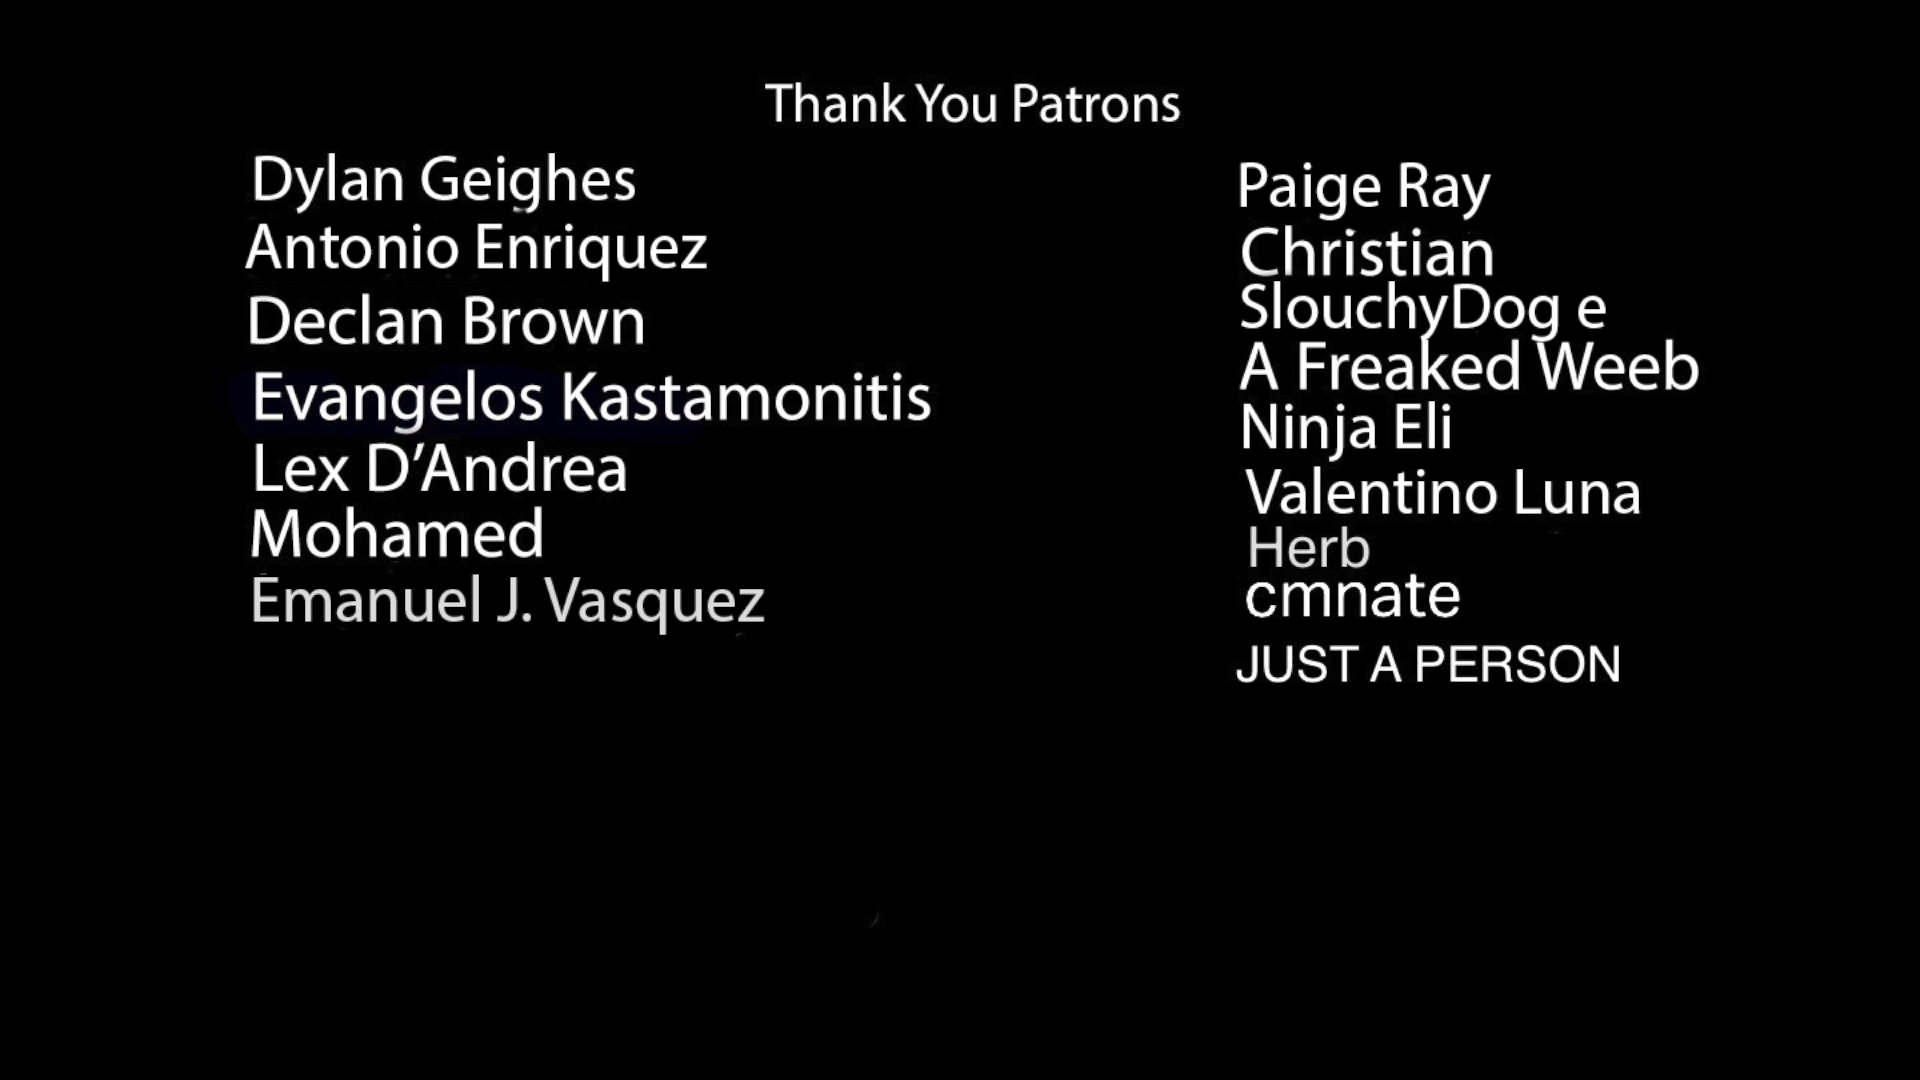 Thank You Patrons
Dylan Geighes
Antonio Enriquez
Declan Brown
Evangelos Kastamonitis
Lex D’Andrea
Mohamed
Emanuel J. Vasquez
Paige Ray
Christian
SlouchyDog e
A Freaked Weeb
Ninja Eli
Valentino Luna
Herb
cmnate
JUST A PERSON